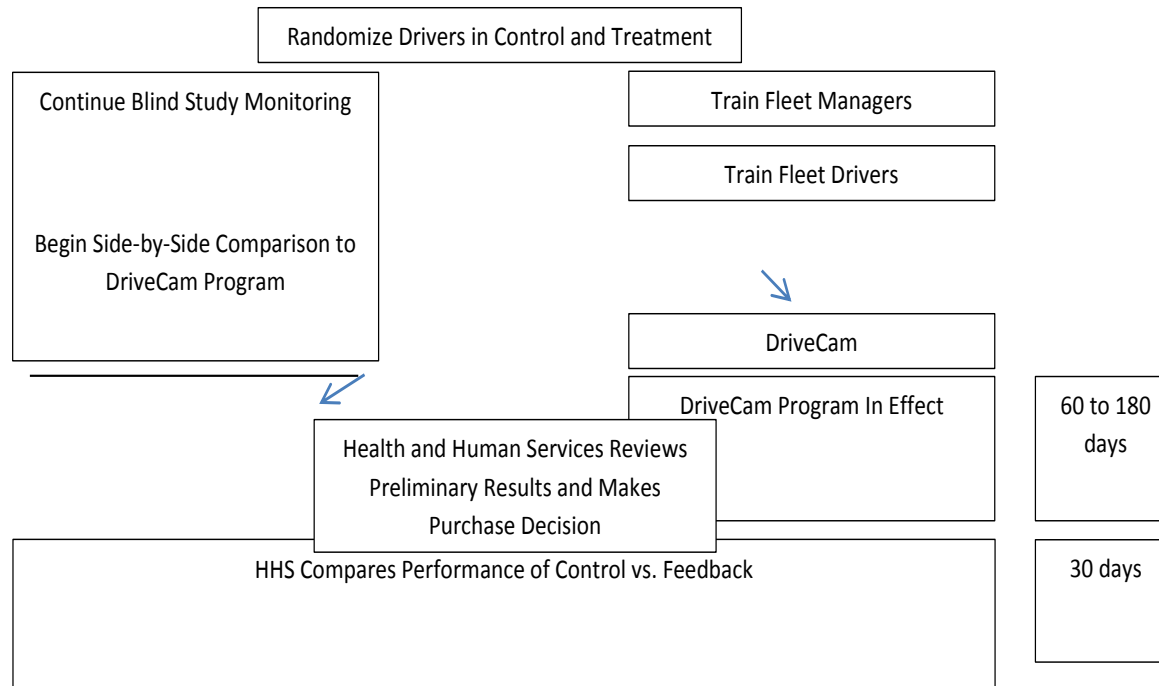 Randomize Drivers in Control and Treatment
Continue Blind Study Monitoring
Begin Side-by-Side Comparison to
DriveCam Program
Train Fleet Managers
Train Fleet Drivers
DriveCam
DriveCam Program In Effect
60 to 180
days
Health and Human Services Reviews
Preliminary Results and Makes
Purchase Decision
HHS Compares Performance of Control vs. Feedback
30 days